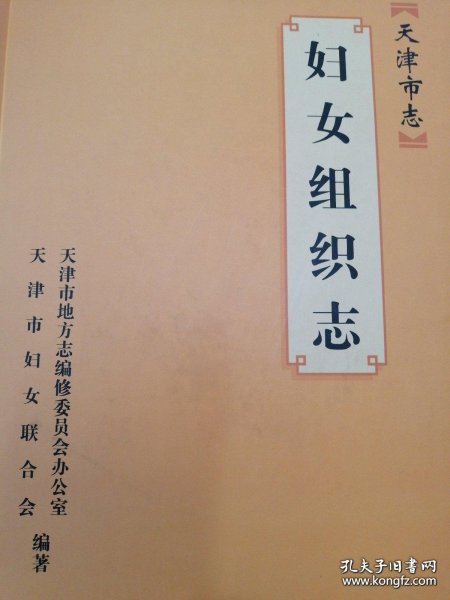 【天津市志】
妇女组织志
天津市地方志编修委员会办公室
天津市妇女联合会
编著
孔夫子旧书网
www.kongfz.com